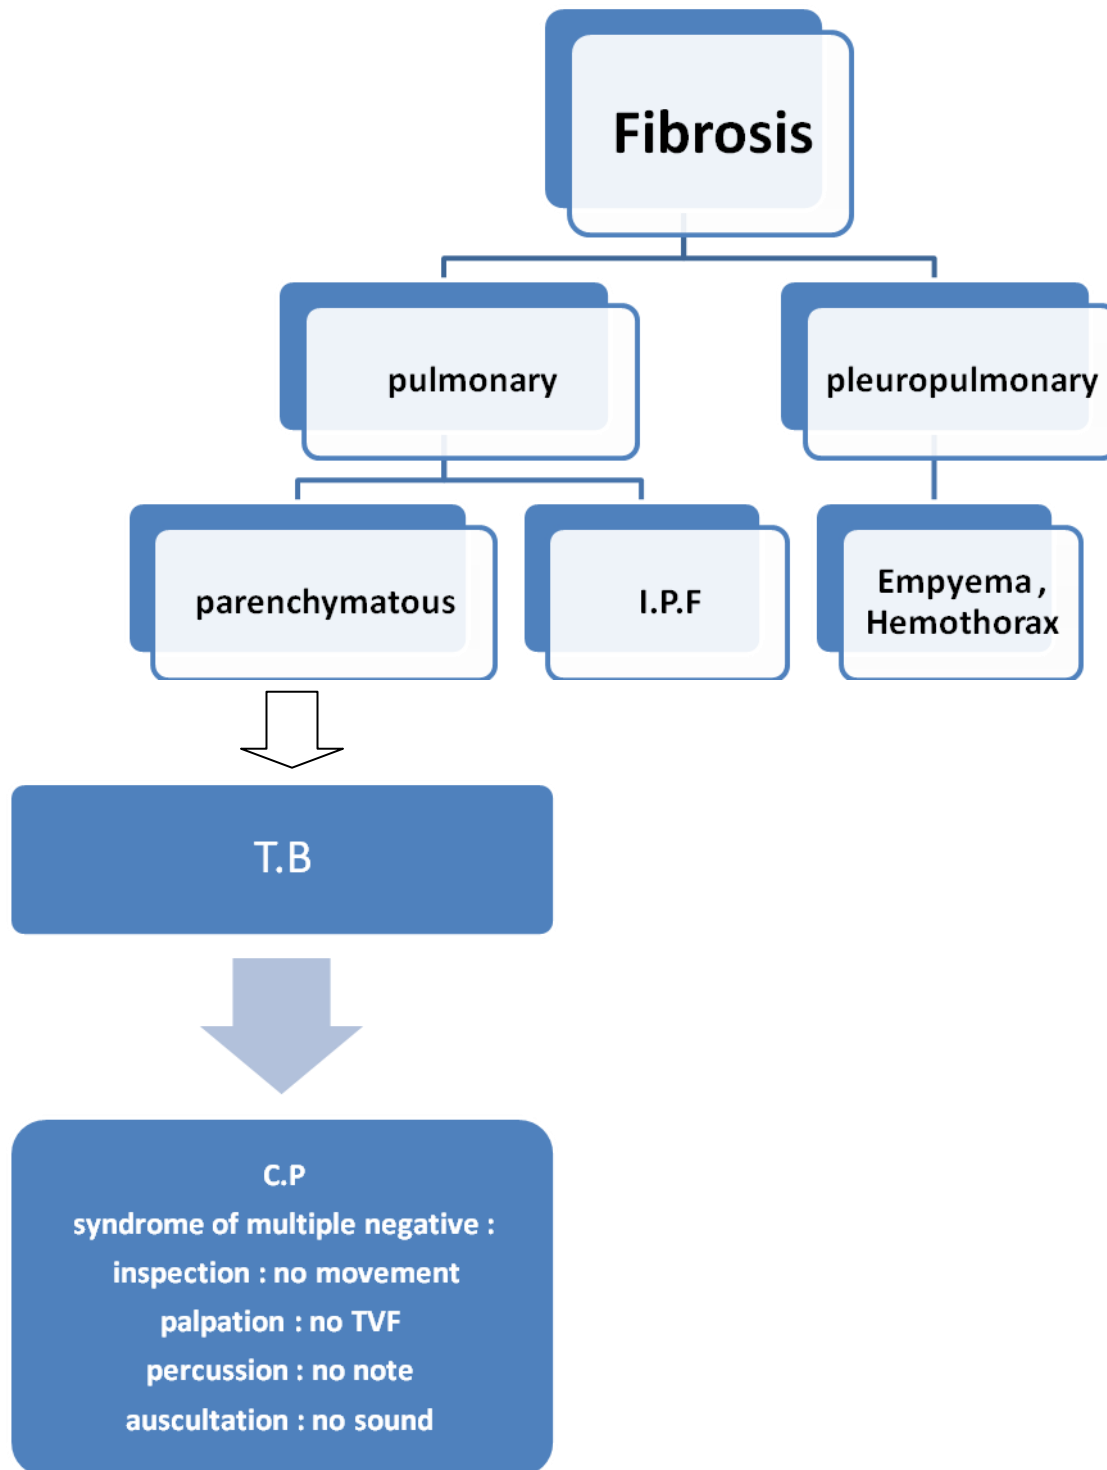 Fibrosis
pulmonary
pleuropulmonary
parenchymatous
I.P.F
Empyema ,
Hemothorax
T.B
C.P
syndrome of multiple negative :
inspection : no movement
palpation : no TVF
percussion : no note
auscultation : no sound